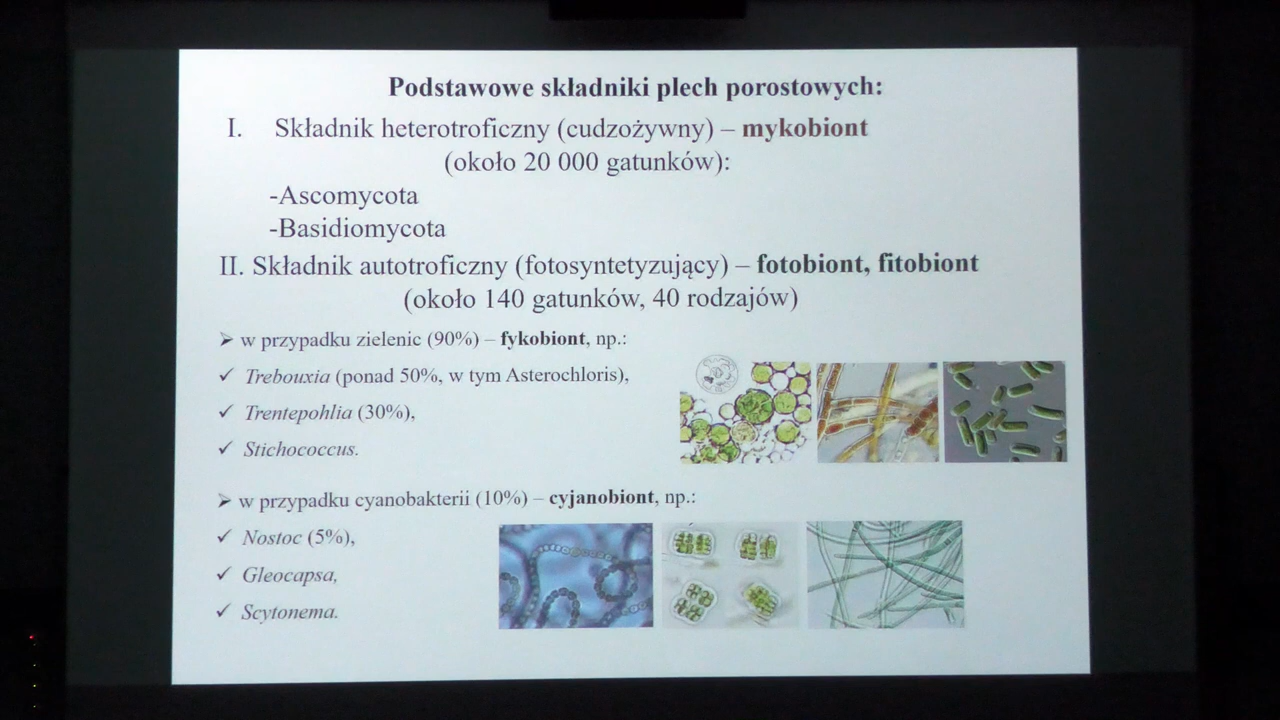 Podstawowe składniki plech porostowych:
I. Składnik heterotroficzny (cudzożywny) – mykobiont
(około 20 000 gatunków):
-Ascomycota
-Basidiomycota
II. Składnik autotroficzny (fotosyntetyzujący) – fotobiont, fitobiont
(około 140 gatunków, 40 rodzajów)
➢ w przypadku zielenic (90%) – fykobiont, np.:
✓ Trebouxia (ponad 50%, w tym Asterochloris),
✓ Trentepohlia (30%),
✓ Stichococcus.
➢ w przypadku cyanobakterii (10%) – cyjanobiont, np.:
✓ Nostoc (5%),
✓ Gleocapsa,
✓ Scytonema.